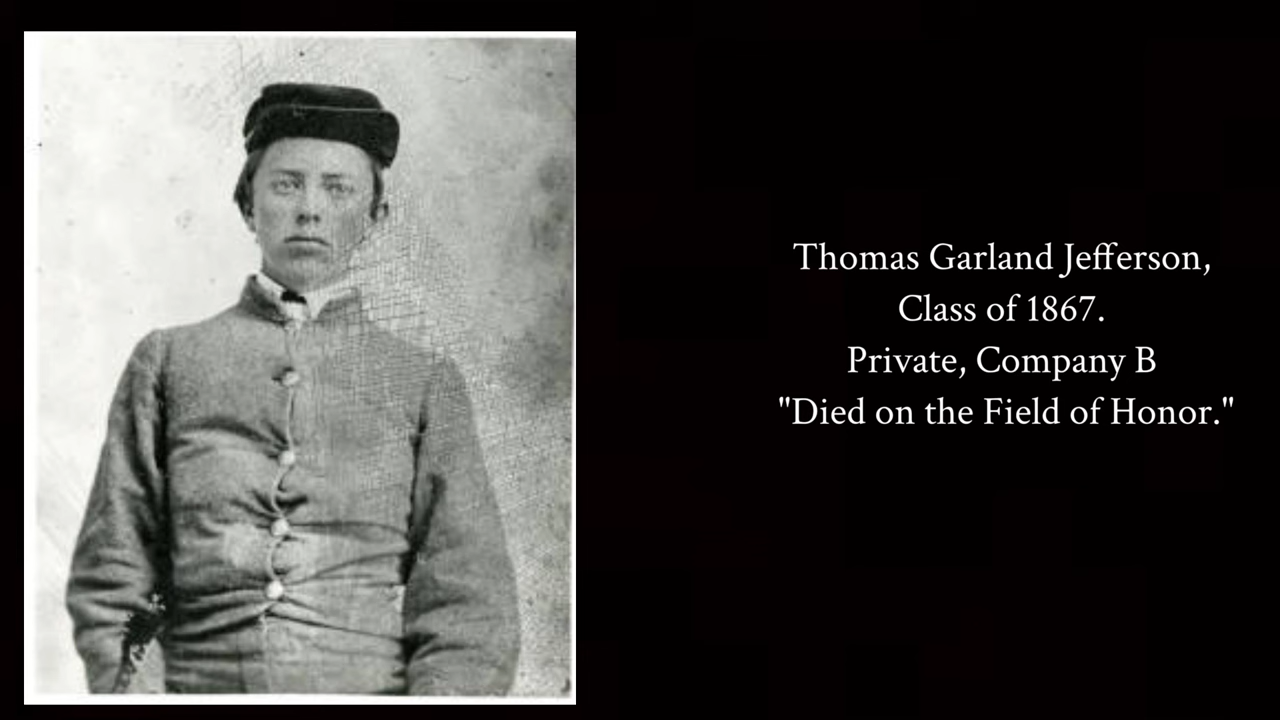 Thomas Garland Jefferson,
Class of 1867.
Private, Company B
"Died on the Field of Honor."